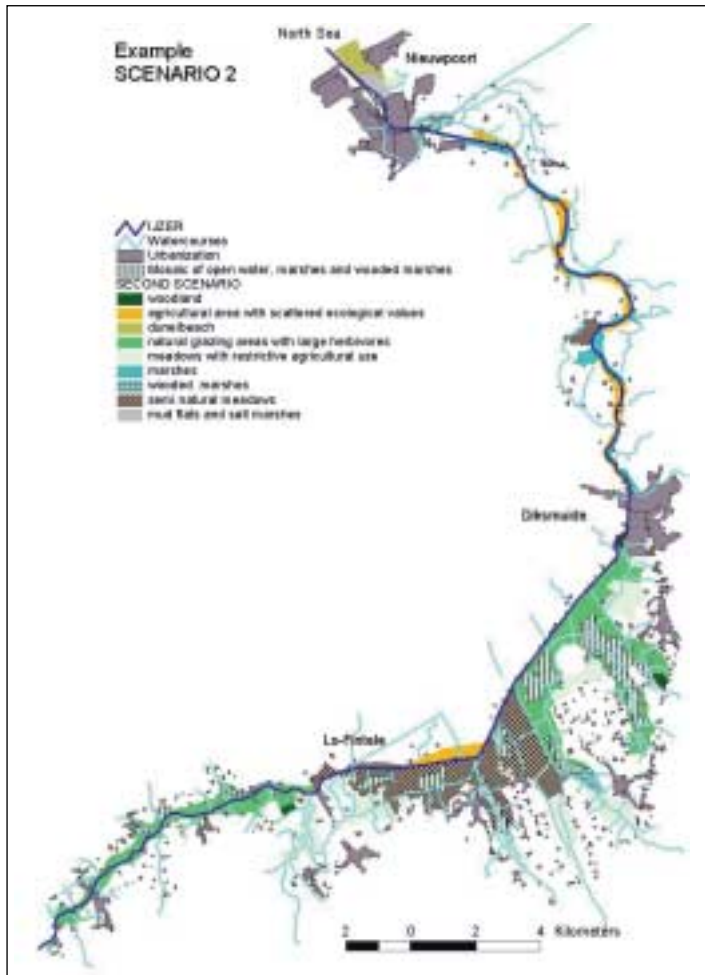 North Sea
Example
SCENARIO 2
Nieuwpoort
IJZER
Watercourses
Urbanization
Mosaic of open water, marshes and wooded marshes
SECOND SCENARIO
woodland
agricultural area with scattered ecological values
dune/beach
natural grazing areas with large herbivores
meadows with restrictive agricultural use
marshes
wooded marshes
semi natural meadows
mud flats and salt marshes
Diksmuide
Lo-Fintele
2 0 2 4 Kilometers